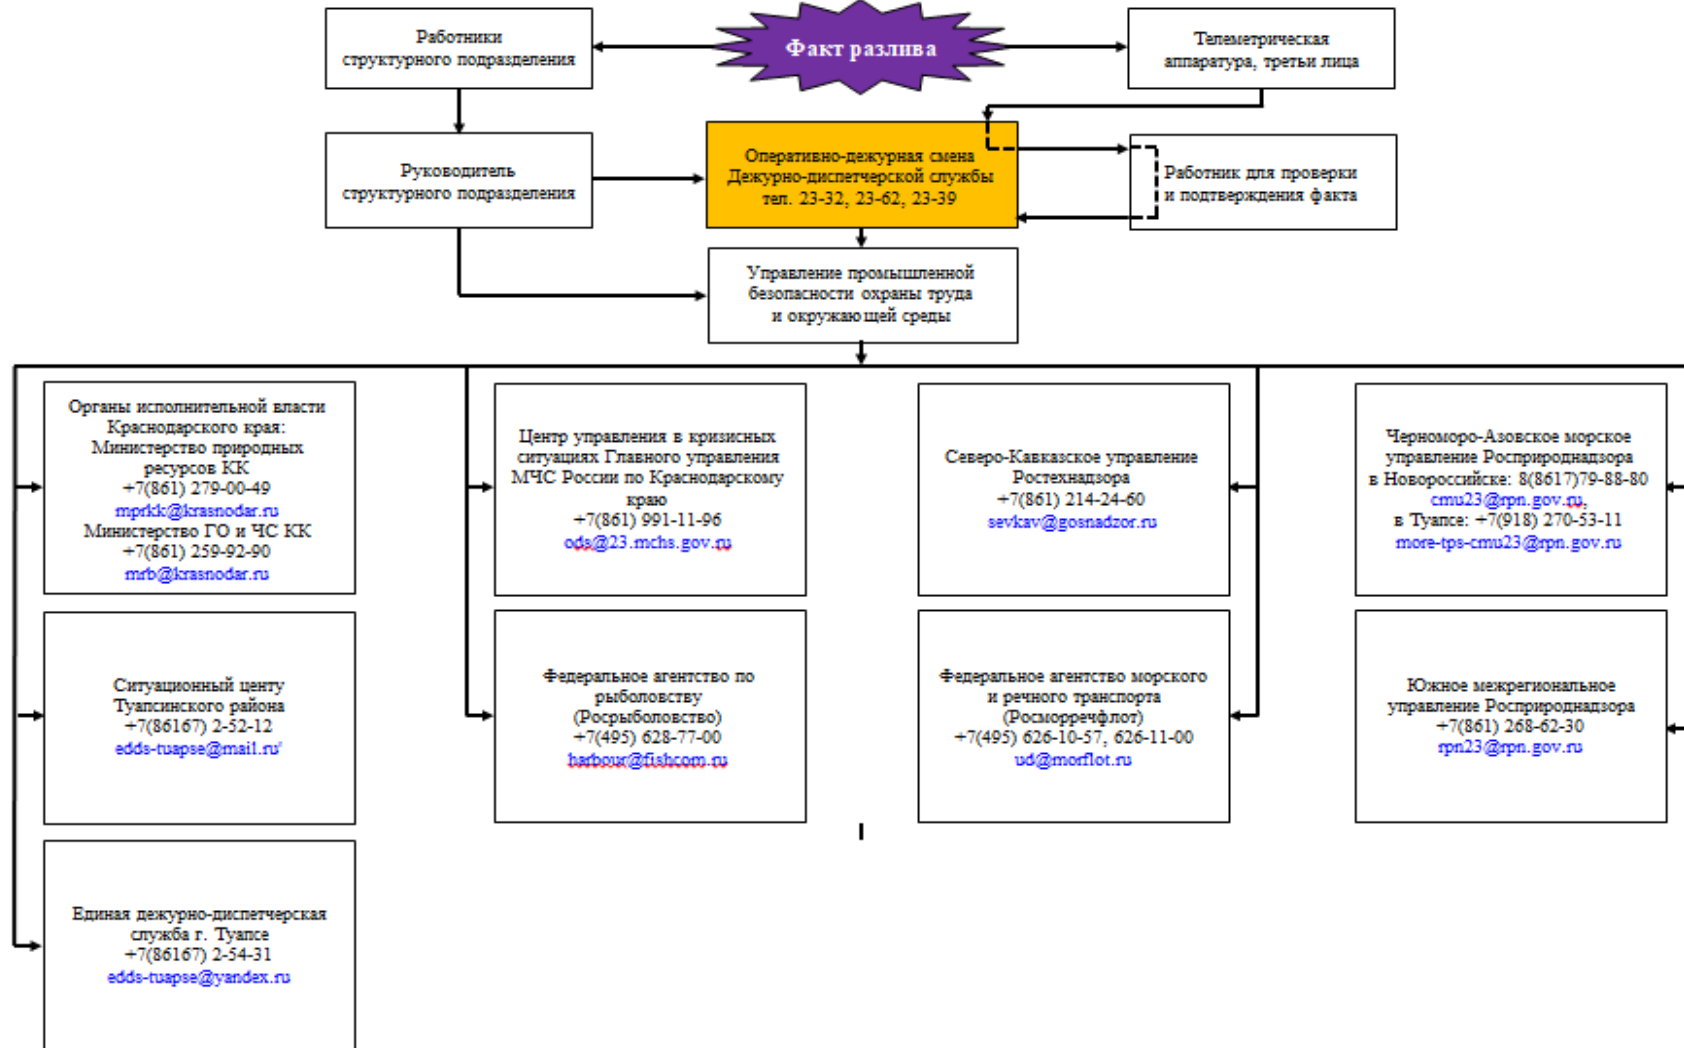 Работники
структурного подразделения
Факт разлива
Телеметрическая
аппаратура, третьи лица
Руководитель
структурного подразделения
Оперативно-дежурная смена
Дежурно-диспетчерской службы
тел. 23-32, 23-62, 23-39
Работник для проверки
и подтверждения факта
Управление промышленной
безопасности охраны труда
и окружающей среды
Органы исполнительной власти
Краснодарского края:
Министерство природных
ресурсов КК
+7(861) 279-00-49
mprkk@krasnodar.ru
Министерство ГО и ЧС КК
+7(861) 259-92-90
mrb@krasnodar.ru
Центр управления в кризисных
ситуациях Главного управления
МЧС России по Краснодарскому
краю
+7(861) 991-11-96
ods@23.mchs.gov.ru
Северо-Кавказское управление
Ростехнадзора
+7(861) 214-24-60
sevkav@gosnadzor.ru
Черноморо-Азовское морское
управление Росприроднадзора
в Новороссийске: 8(8617)79-88-80
cmu23@rpn.gov.ru,
в Туапсе: +7(918) 270-53-11
more-tps-cmu23@rpn.gov.ru
Ситуационный центу
Туапсинского района
+7(86167) 2-52-12
edds-tuapse@mail.ru'
Федеральное агентство по
рыболовству
(Росрыболовство)
+7(495) 628-77-00
harbour@fishcom.ru
Федеральное агентство морского
и речного транспорта
(Росморречфлот)
+7(495) 626-10-57, 626-11-00
ud@morflot.ru
Южное межрегиональное
управление Росприроднадзора
+7(861) 268-62-30
rpn23@rpn.gov.ru
Единая дежурно-диспетчерская
служба г. Туапсе
+7(86167) 2-54-31
edds-tuapse@yandex.ru